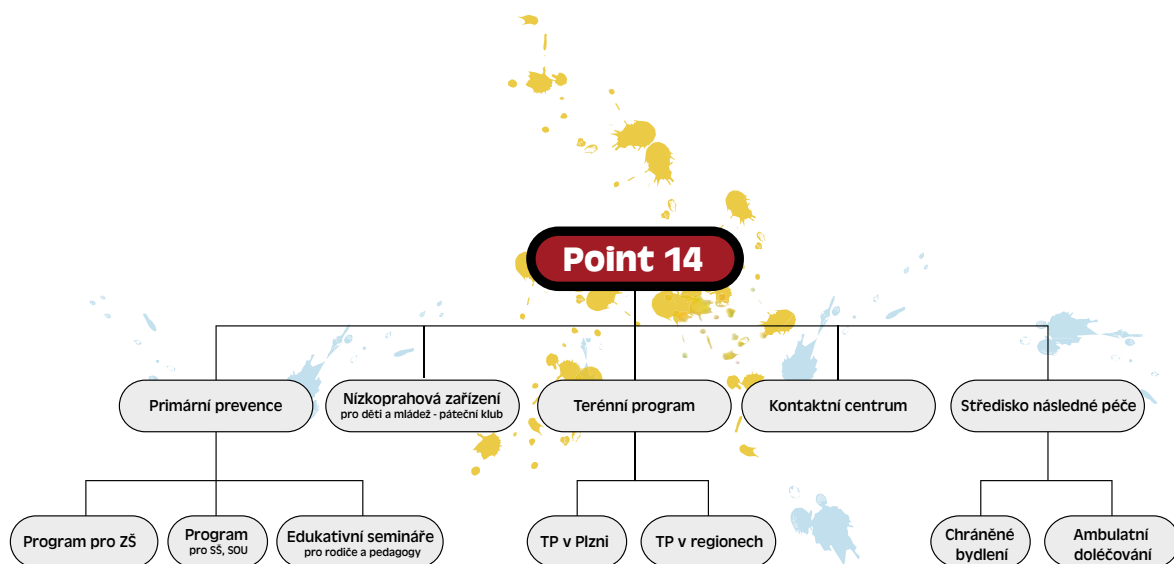 Point 14
Primární prevence
Nízkoprahová zařízení
pro děti a mládež - páteční klub
Terénní program
Kontaktní centrum
Středisko následné péče
Program pro ZŠ
Program
pro SŠ, SOU
Edukativní semináře
pro rodiče a pedagogy
TP v Plzni
TP v regionech
Chráněné
bydlení
Ambulatní
doléčování